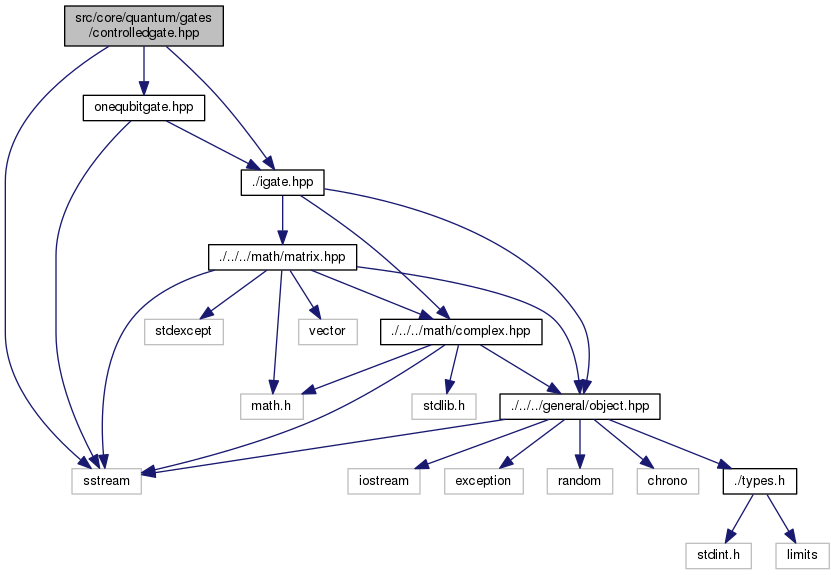 src/core/quantum/gates
/controlledgate.hpp
onequbitgate.hpp
./igate.hpp
./../../math/matrix.hpp
stdexcept
vector
./../../math/complex.hpp
math.h
stdlib.h
./../../general/object.hpp
sstream
iostream
exception
random
chrono
./types.h
stdint.h
limits